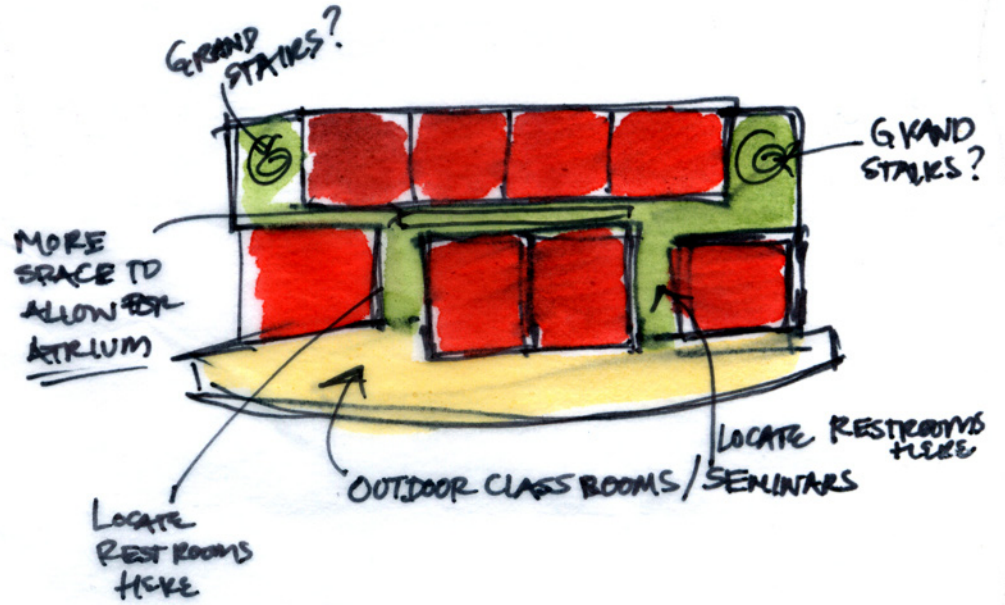 GRAND
STAIRS?
GRAND
STAIRS?
MORE
SPACE TO
ALLOW FOR
ATRIUM
LOCATE RESTROOMS
HERE
OUTDOOR CLASSROOMS/SEMINARS
LOCATE
RESTROOMS
HERE